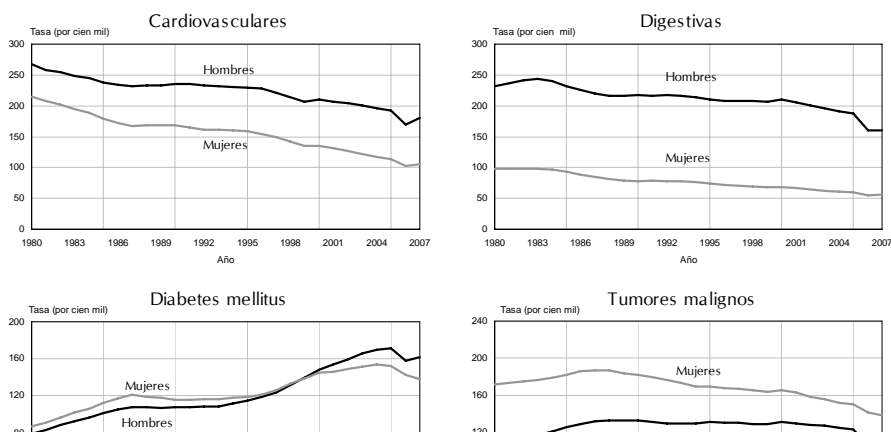 Cardiovasculares
Tasa (por cien mil)
300
250
200
150
100
50
0
Hombres
Mujeres
1980 1983 1986 1989 1992 1995 1998 2001 2004 2007
Año
Digestivas
Tasa (por cien mil)
300
250
200
150
100
50
0
Hombres
Mujeres
1980 1983 1986 1989 1992 1995 1998 2001 2004 2007
Año
Diabetes mellitus
Tasa (por cien mil)
200
160
120
80
Mujeres
Hombres
Tumores malignos
Tasa (por cien mil)
240
200
160
120
Mujeres